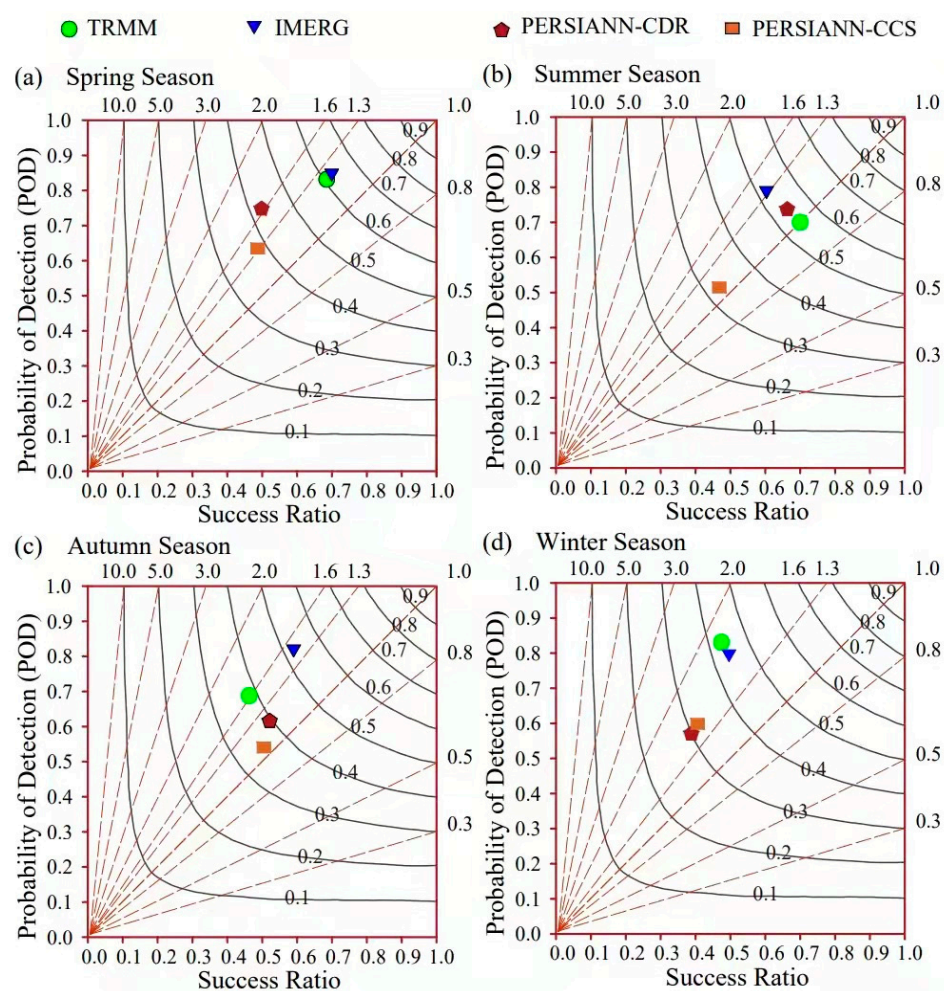 TRMM IMERG PERSIANN-CDR PERSIANN-CCS
(a) Spring Season
10.0 5.0 3.0 2.0 1.6 1.3 1.0
1.0
0.9 0.9
0.8 0.8 0.8
0.7 0.7
0.6 0.6
0.5 0.5 0.5
0.4 0.4
0.3 0.3 0.3
0.2 0.2
0.1 0.1
0.0
0.0 0.1 0.2 0.3 0.4 0.5 0.6 0.7 0.8 0.9 1.0
Success Ratio
Probability of Detection (POD)
(b) Summer Season
10.0 5.0 3.0 2.0 1.6 1.3 1.0
1.0
0.9 0.9
0.8 0.8 0.8
0.7 0.7
0.6 0.6
0.5 0.5 0.5
0.4 0.4
0.3 0.3 0.3
0.2 0.2
0.1 0.1
0.0
0.0 0.1 0.2 0.3 0.4 0.5 0.6 0.7 0.8 0.9 1.0
Success Ratio
Probability of Detection (POD)
(c) Autumn Season
10.0 5.0 3.0 2.0 1.6 1.3 1.0
1.0
0.9 0.9
0.8 0.8 0.8
0.7 0.7
0.6 0.6
0.5 0.5 0.5
0.4 0.4
0.3 0.3 0.3
0.2 0.2
0.1 0.1
0.0
0.0 0.1 0.2 0.3 0.4 0.5 0.6 0.7 0.8 0.9 1.0
Success Ratio
Probability of Detection (POD)
(d) Winter Season
10.0 5.0 3.0 2.0 1.6 1.3 1.0
1.0
0.9 0.9
0.8 0.8 0.8
0.7 0.7
0.6 0.6
0.5 0.5 0.5
0.4 0.4
0.3 0.3 0.3
0.2 0.2
0.1 0.1
0.0
0.0 0.1 0.2 0.3 0.4 0.5 0.6 0.7 0.8 0.9 1.0
Success Ratio
Probability of Detection (POD)